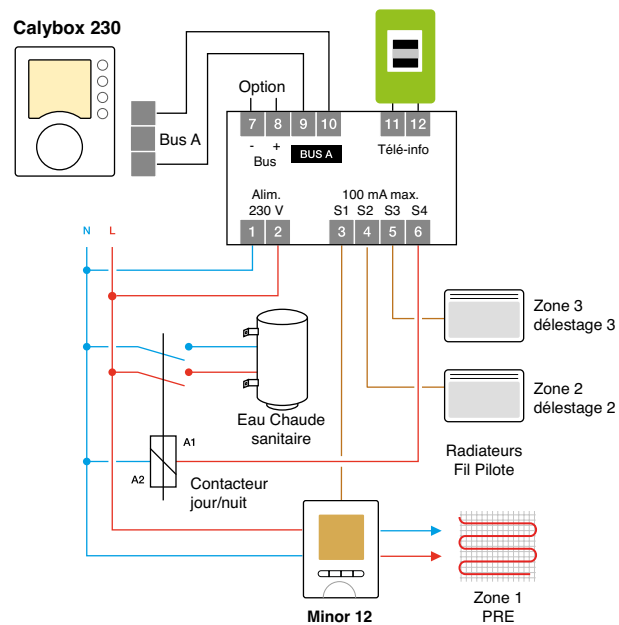 Calybox 230
Option
7 8 9 10
11 12
- +
Bus
BUS A
Télé-info
Bus A
Alim.
230 V
100 mA max.
S1 S2 S3 S4
1 2
3 4 5 6
N L
Zone 3
délestage 3
Zone 2
délestage 2
Eau Chaude
sanitaire
Radiateurs
Fil Pilote
A1
A2
Contacteur
jour/nuit
Minor 12
Zone 1
PRE